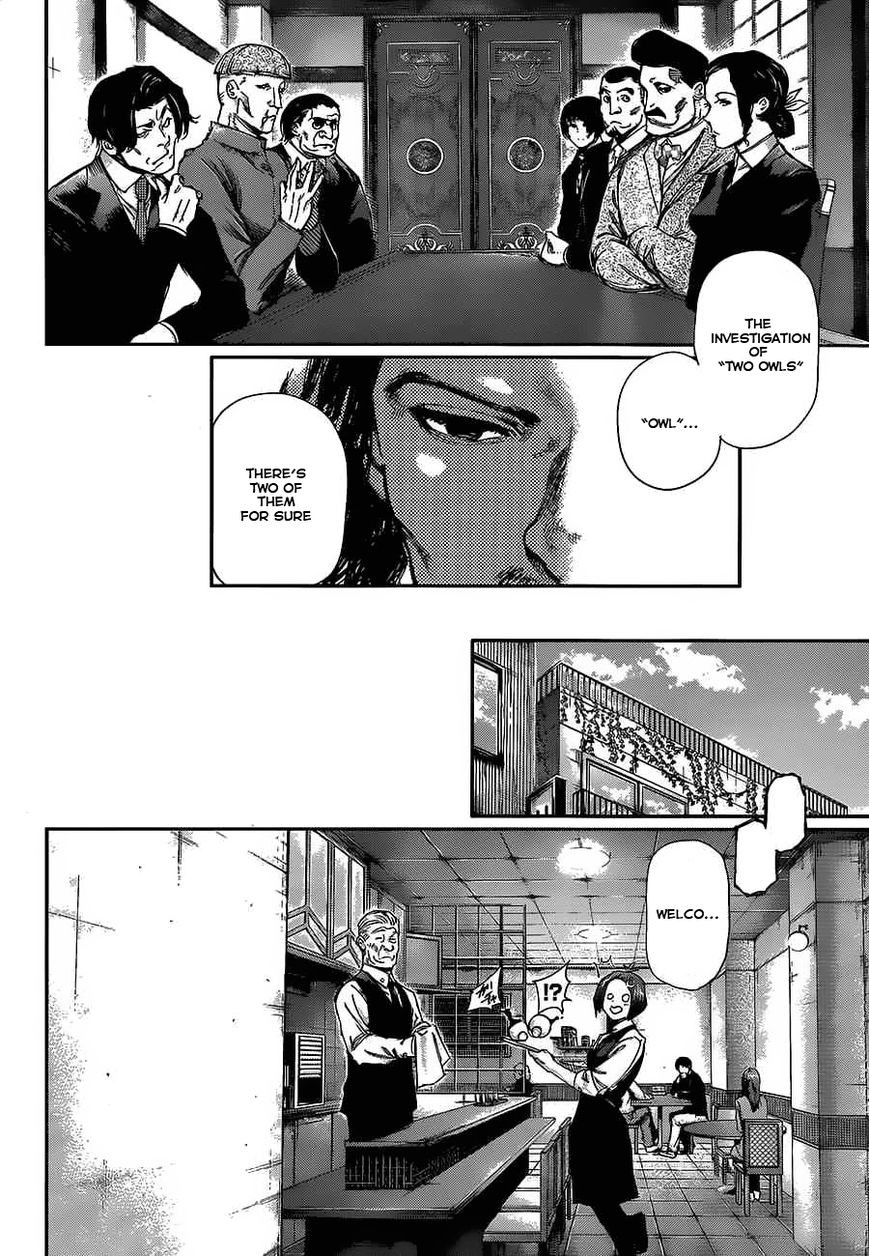 THE
INVESTIGATION
OF
"TWO OWLS"
"OWL"...
THERE'S
TWO OF
THEM
FOR SURE
WELCO...
!?